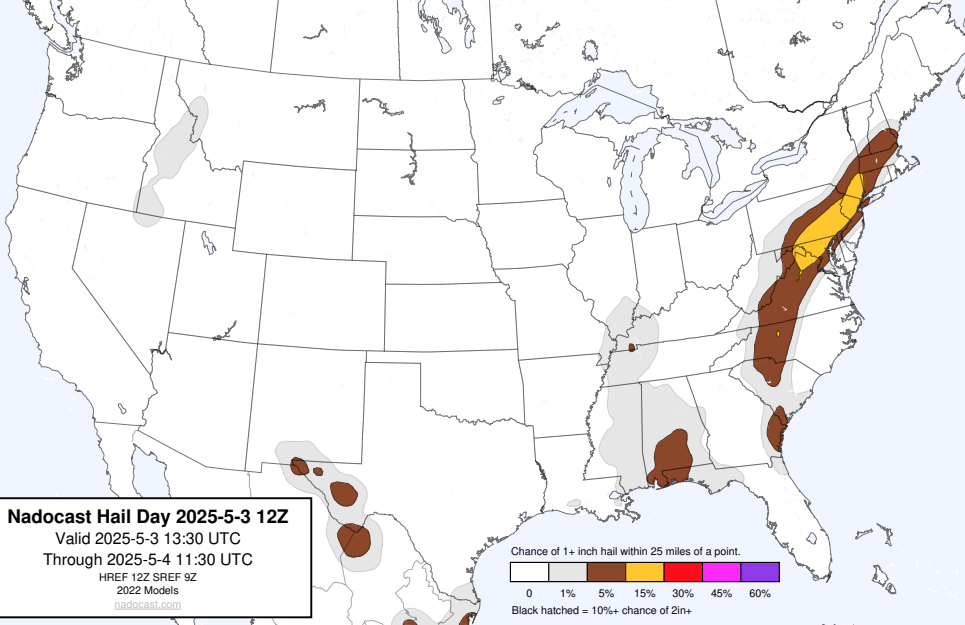 Nadocast Hail Day 2025-5-3 12Z
Valid 2025-5-3 13:30 UTC
Through 2025-5-4 11:30 UTC
HREF 12Z SREF 9Z
2022 Models
nadocast.com
Chance of 1+ inch hail within 25 miles of a point.
0 1% 5% 15% 30% 45% 60%
Black hatched = 10%+ chance of 2in+